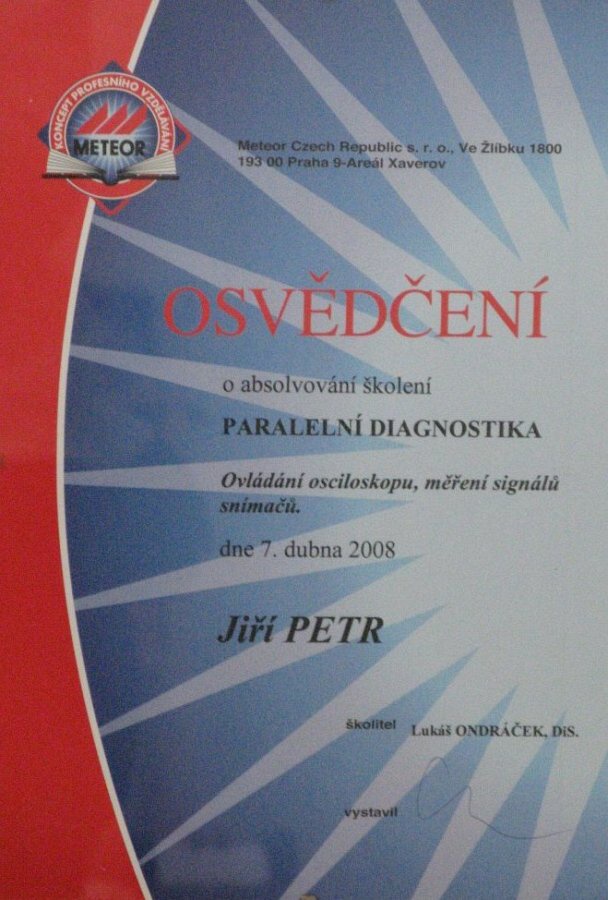 KONCEPT PROFESNÍHO VZDĚLÁVÁNÍ
METEOR
Meteor Czech Republic s. r. o., Ve Žlíbku 1800
193 00 Praha 9-Areál Xaverov
OSVĚDČENÍ
o absolvování školení
PARALELNÍ DIAGNOSTIKA
Ovládání osciloskopu, měření signálů
snímačů.
dne 7. dubna 2008
Jiří PETR
školitel Lukáš ONDRÁČEK, DiS.
vystavil